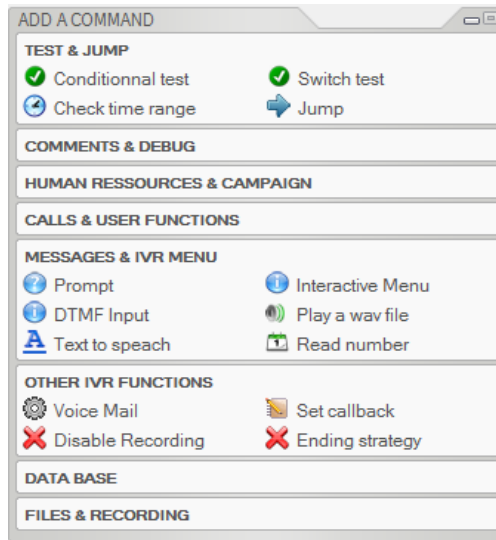 ADD A COMMAND
TEST & JUMP
Conditionnal test Switch test
Check time range Jump
COMMENTS & DEBUG
HUMAN RESSOURCES & CAMPAIGN
CALLS & USER FUNCTIONS
MESSAGES & IVR MENU
Prompt Interactive Menu
DTMF Input Play a wav file
Text to speach Read number
OTHER IVR FUNCTIONS
Voice Mail Set callback
Disable Recording Ending strategy
DATA BASE
FILES & RECORDING